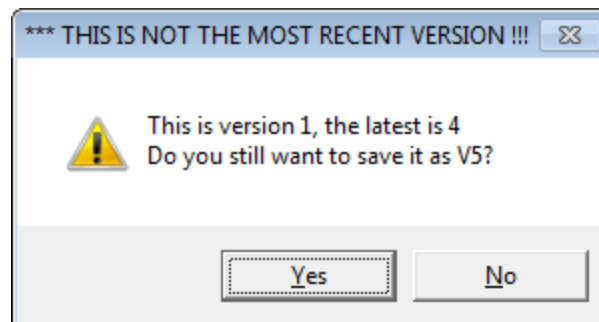 *** THIS IS NOT THE MOST RECENT VERSION !!!
This is version 1, the latest is 4
Do you still want to save it as V5?
Yes
No